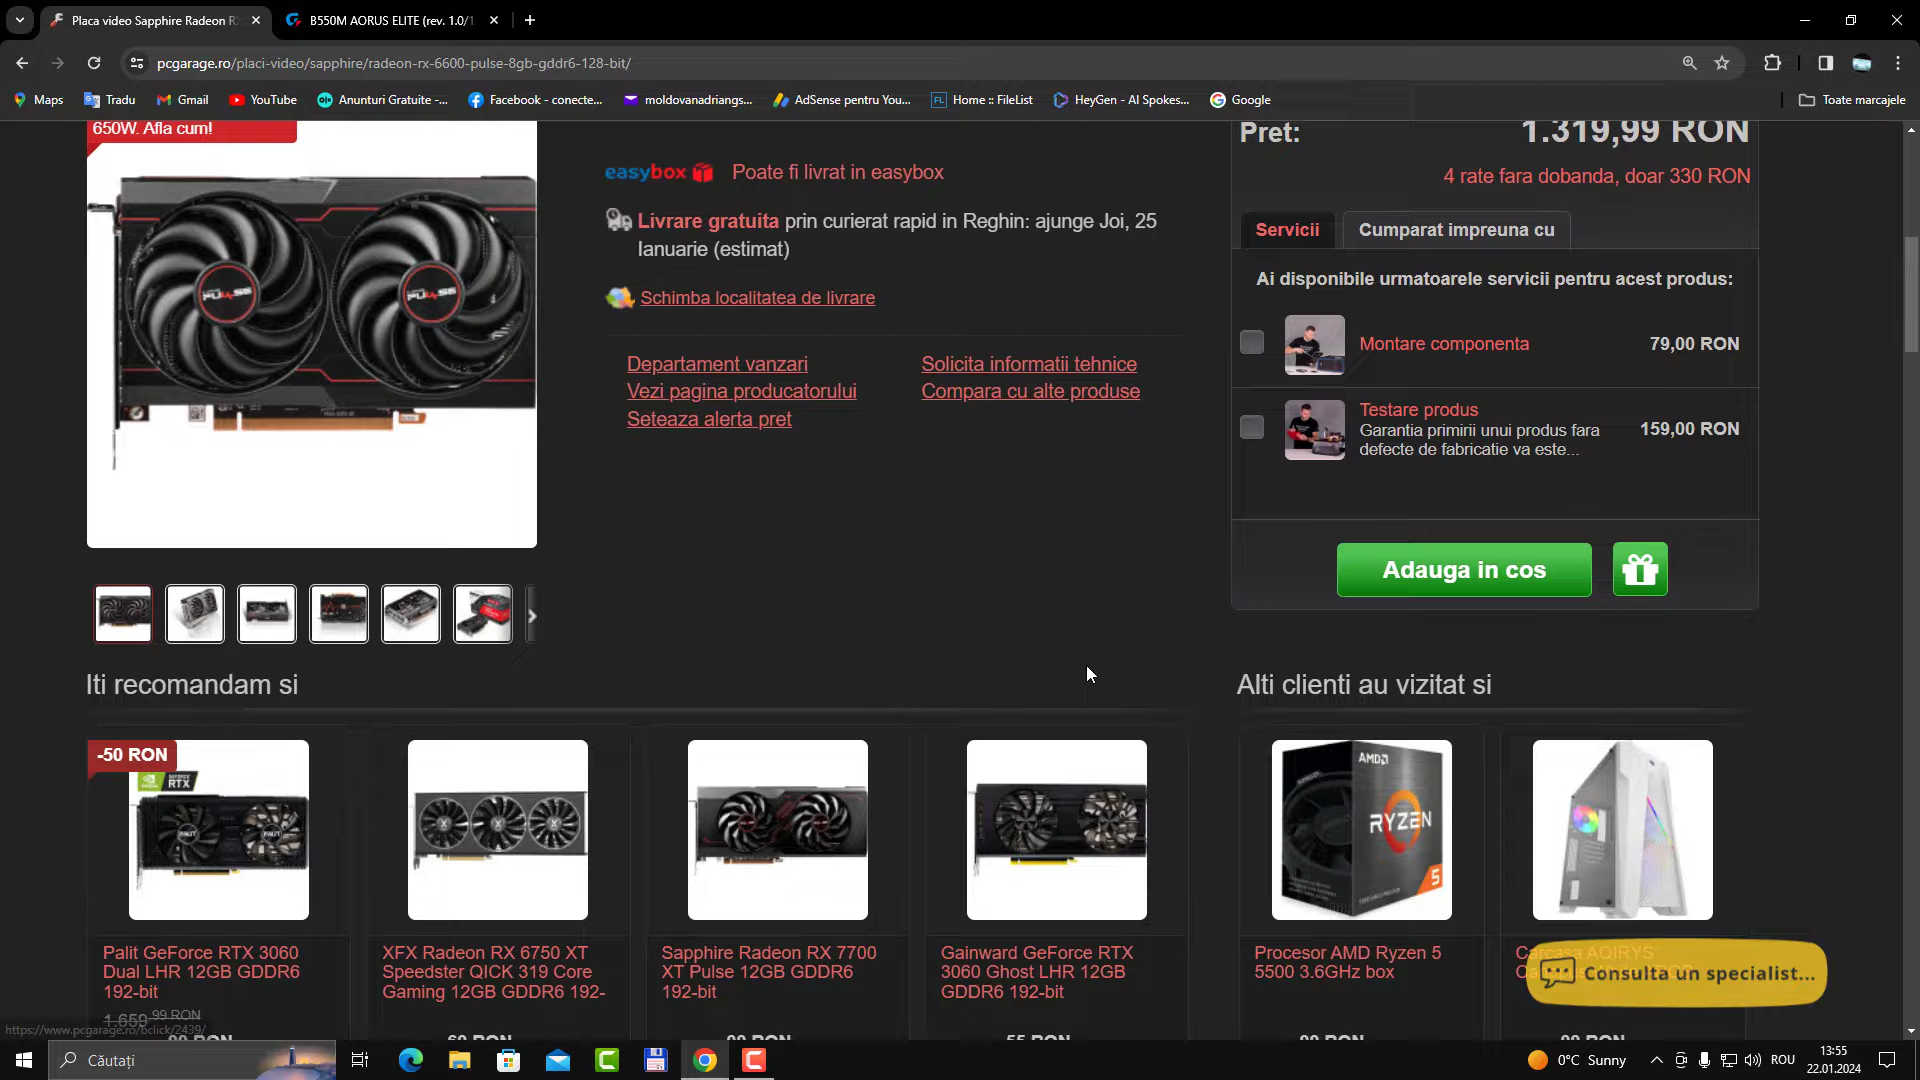 Placa video Sapphire Radeon R
B550M AORUS ELITE (rev. 1.0/1
pcgarage.ro/placi-video/sapphire/radeon-rx-6600-pulse-8gb-gddr6-128-bit/
Maps
Tradu
Gmail
YouTube
Anunturi Gratuite -...
Facebook - conecte...
moldovanadriangs...
AdSense pentru You...
FL
Home :: FileList
HeyGen - AI Spokes...
Google
Toate marcajele
650W. Afla cum!
easybox
Poate fi livrat in easybox
Livrare gratuita prin curierat rapid in Reghin: ajunge Joi, 25
Ianuarie (estimat)
Schimba localitatea de livrare
Departament vanzari
Solicita informatii tehnice
Vezi pagina producatorului
Compara cu alte produse
Seteaza alerta pret
Pret:
1.319,99 RON
4 rate fara dobanda, doar 330 RON
Servicii
Cumparat impreuna cu
Ai disponibile urmatoarele servicii pentru acest produs:
Montare componenta
79,00 RON
Testare produs
Garantia primirii unui produs fara
defecte de fabricatie va este...
159,00 RON
Adauga in cos
Iti recomandam si
Alti clienti au vizitat si
-50 RON
GEFORCE
RTX
PALIT
PALIT
AMD
RYZEN
5
Palit GeForce RTX 3060
Dual LHR 12GB GDDR6
192-bit
1.659,99 RON
XFX Radeon RX 6750 XT
Speedster QICK 319 Core
Gaming 12GB GDDR6 192-
Sapphire Radeon RX 7700
XT Pulse 12GB GDDR6
192-bit
Gainward GeForce RTX
3060 Ghost LHR 12GB
GDDR6 192-bit
Procesor AMD Ryzen 5
5500 3.6GHz box
Carcasa AQIRYS
Consulta un specialist...
https://www.pcgarage.ro/bclick/2439/
Căutați
0°C Sunny
ROU
13:55
22.01.2024